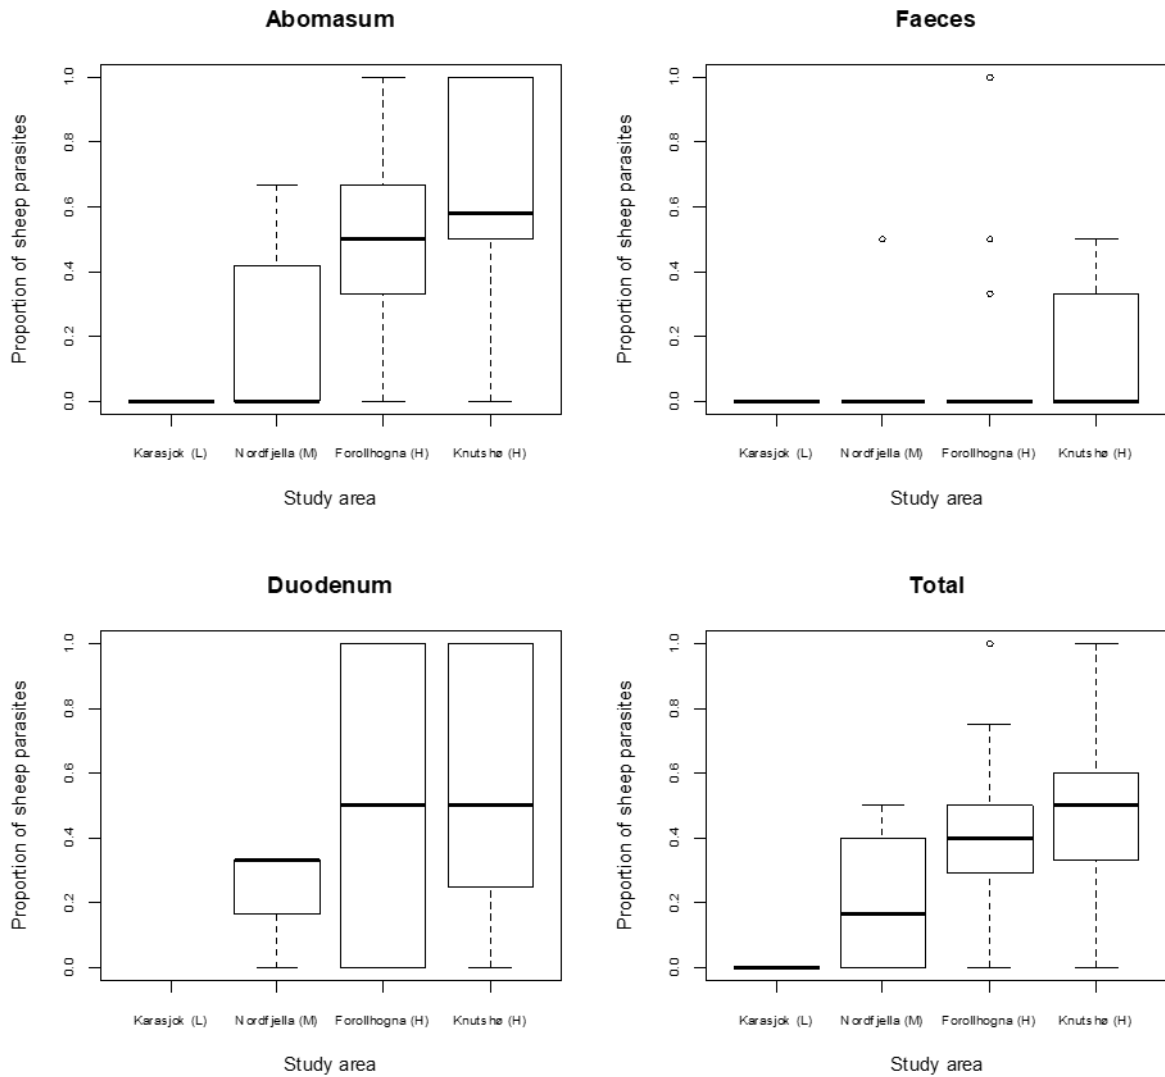 Abomasum
Proportion of sheep parasites
1.0
0.8
0.6
0.4
0.2
0.0
Karasjok (L) Nordfjella (M) Forollhogna (H) Knutshø (H)
Study area
Faeces
Proportion of sheep parasites
1.0
0.8
0.6
0.4
0.2
0.0
Karasjok (L) Nordfjella (M) Forollhogna (H) Knutshø (H)
Study area
Duodenum
Proportion of sheep parasites
1.0
0.8
0.6
0.4
0.2
0.0
Karasjok (L) Nordfjella (M) Forollhogna (H) Knutshø (H)
Study area
Total
Proportion of sheep parasites
1.0
0.8
0.6
0.4
0.2
0.0
Karasjok (L) Nordfjella (M) Forollhogna (H) Knutshø (H)
Study area